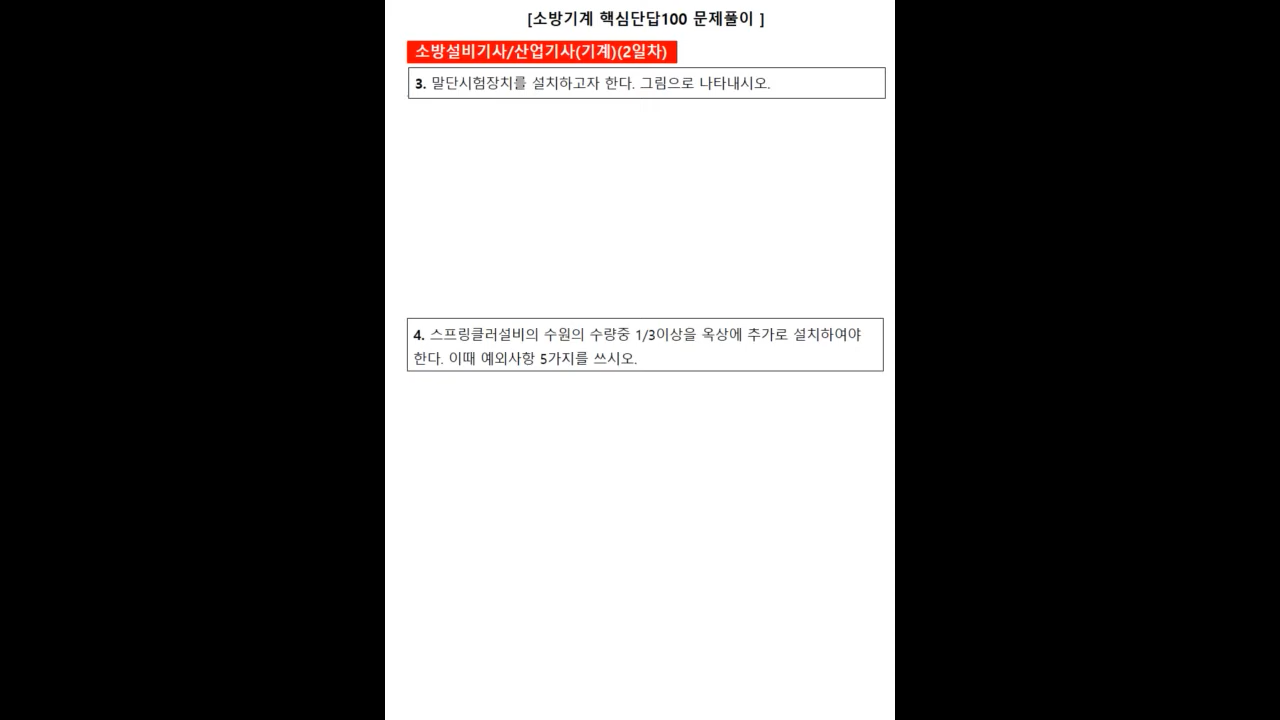 [소방기계 핵심단답100 문제풀이 ]
소방설비기사/산업기사(기계)(2일차)
3. 말단시험장치를 설치하고자 한다. 그림으로 나타내시오.
4. 스프링클러설비의 수원의 수량중 1/3이상을 옥상에 추가로 설치하여야
한다. 이때 예외사항 5가지를 쓰시오.